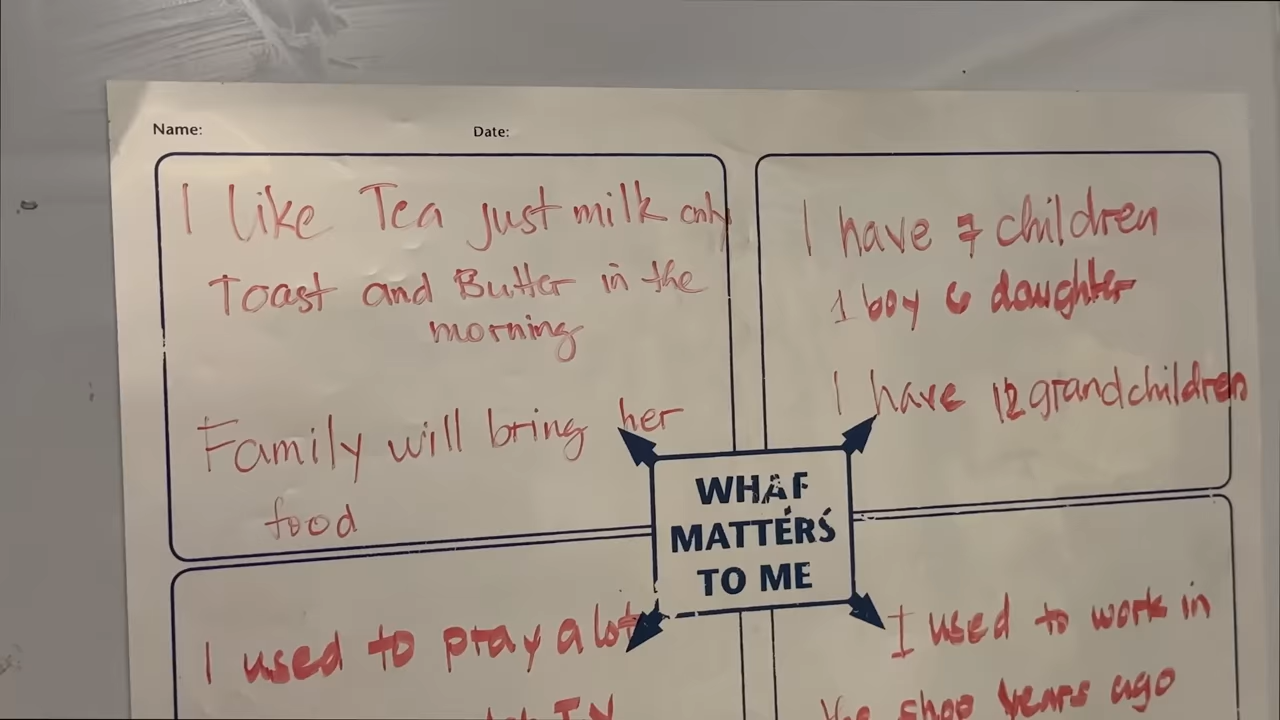 Name:
Date:
I like Tea just milk only
Toast and Butter in the
morning
Family will bring her
food
I have 7 children
1 boy 6 daughter
I have 12 grandchildren
WHAT
MATTERS
TO ME
I used to pray a lot
TV
I used to work in
the shop years ago